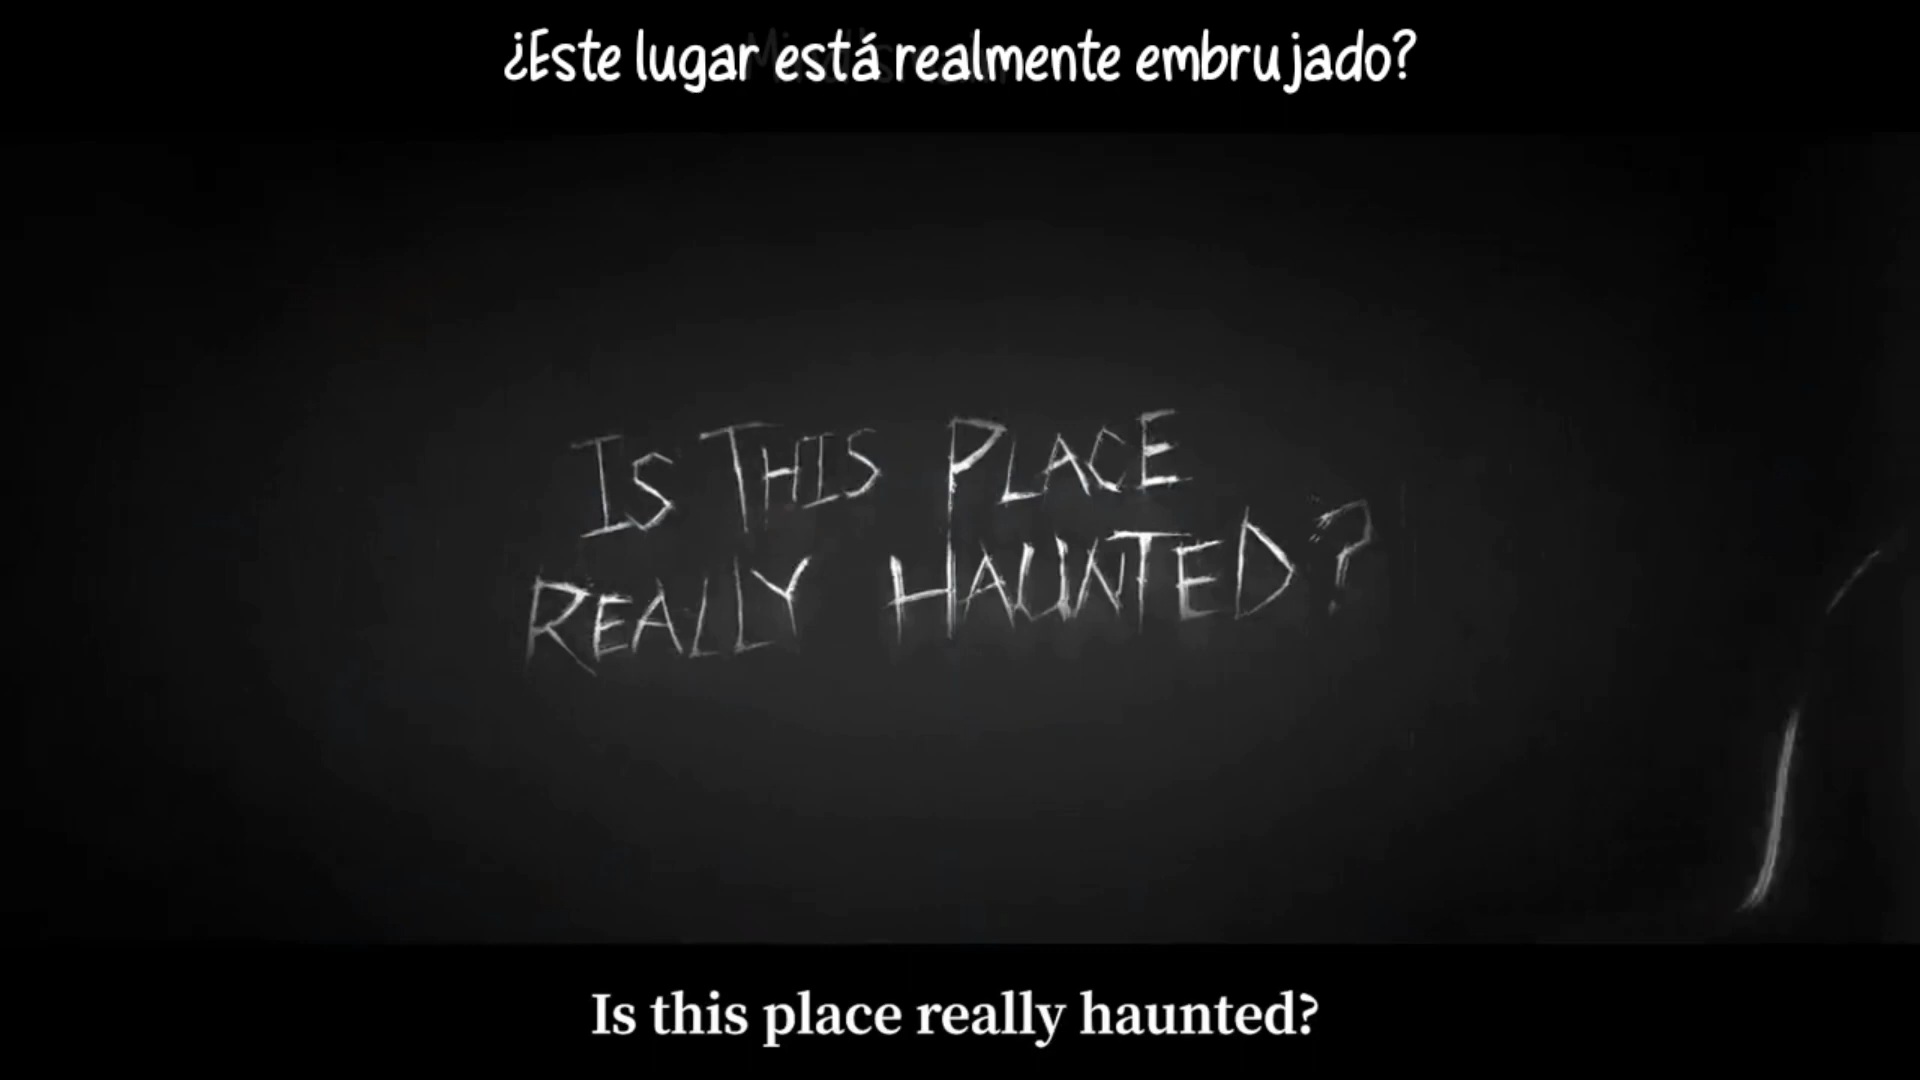 ¿Este lugar está realmente embrujado?
IS THIS PLACE
REALLY HAUNTED?
Is this place really haunted?